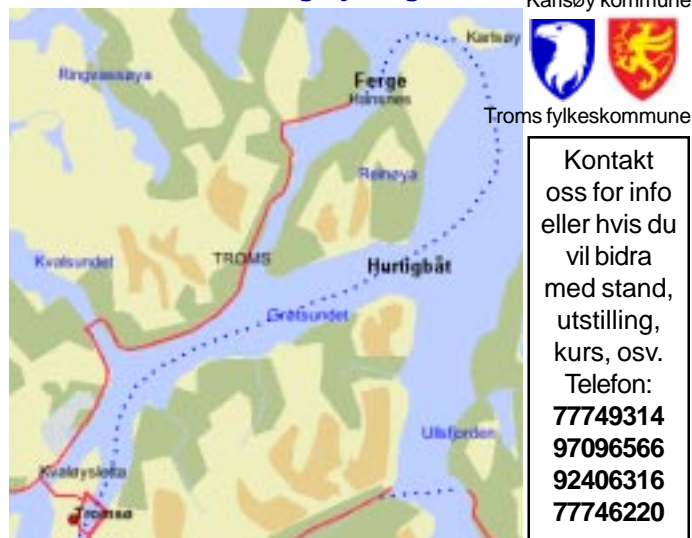 Karlsøy kommune
Karlsøy
Ringvassøya
Ferge
Hansnes
Troms fylkeskommune
Reinøya
Kvalsundet
TROMS
Hurtigbåt
Grøtsundet
Ullsfjorden
Kvaløysletta
Tromsø
Kontakt
oss for info
eller hvis du
vil bidra
med stand,
utstilling,
kurs, osv.
Telefon:
77749314
97096566
92406316
77746220